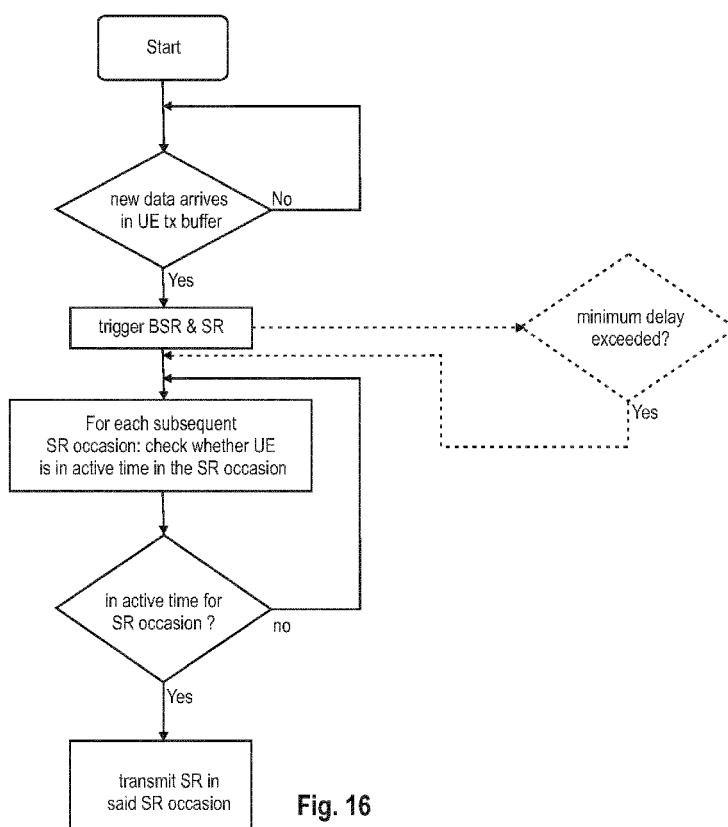 Start
new data arrives
in UE tx buffer
No
Yes
trigger BSR & SR
minimum delay
exceeded?
Yes
For each subsequent
SR occasion: check whether UE
is in active time in the SR occasion
in active time for
SR occasion ?
no
Yes
transmit SR in
said SR occasion
Fig. 16